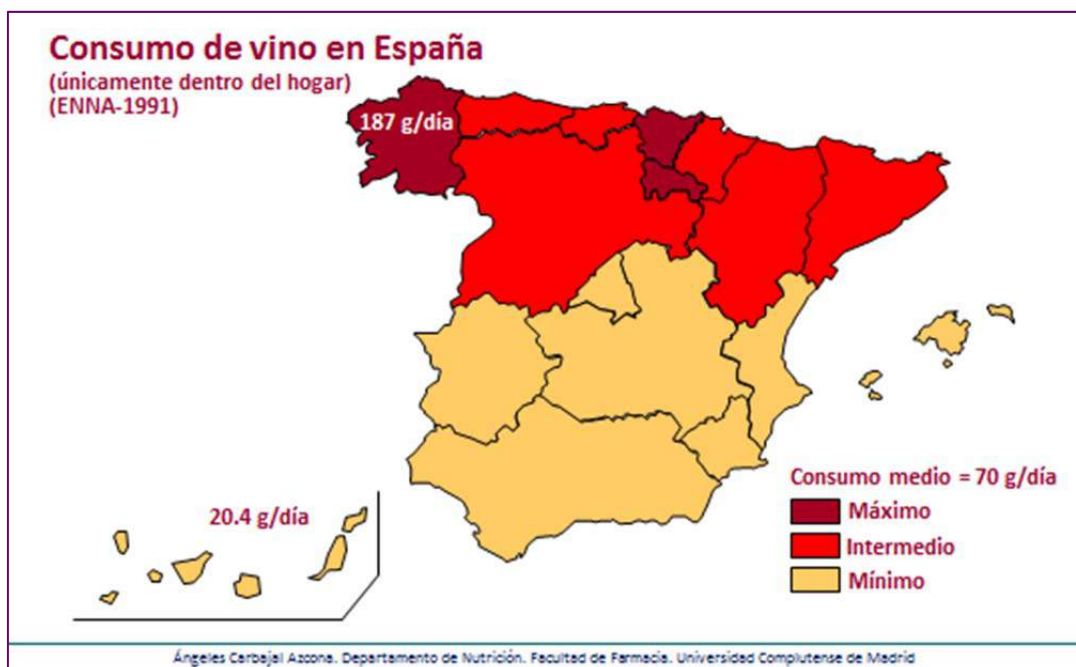 Consumo de vino en España
(únicamente dentro del hogar)
(ENNA-1991)
187 g/día
20.4 g/día
Consumo medio = 70 g/día
Máximo
Intermedio
Mínimo
Ángeles Carbajal Azcona. Departamento de Nutrición. Facultad de Farmacia. Universidad Complutense de Madrid